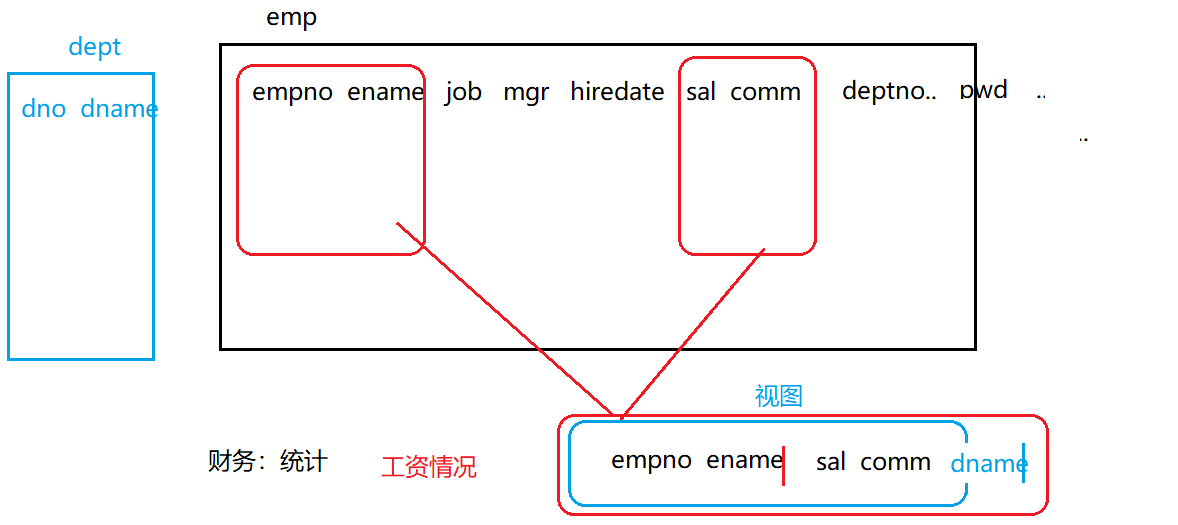 emp
dept
dno dname
empno ename job mgr hiredate sal comm deptno.. pwd ..
..
视图
财务：统计 工资情况
empno ename sal comm dname